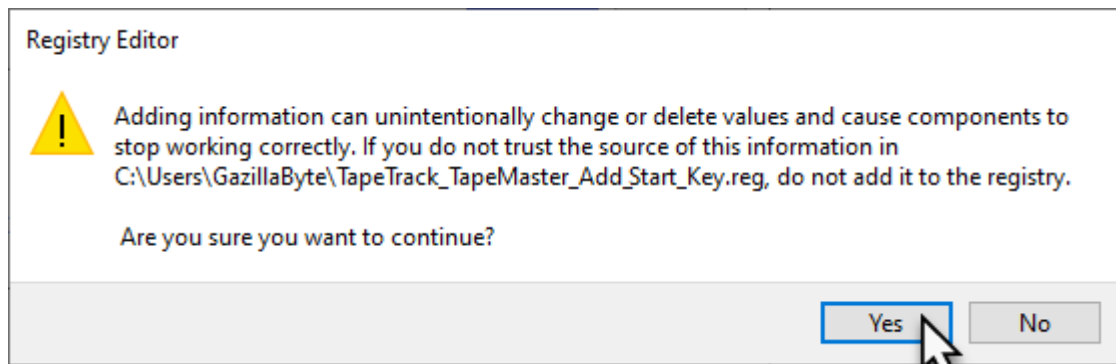 Registry Editor
Adding information can unintentionally change or delete values and cause components to
stop working correctly. If you do not trust the source of this information in
C:\Users\GazillaByte\TapeTrack_TapeMaster_Add_Start_Key.reg, do not add it to the registry.
Are you sure you want to continue?
Yes
No